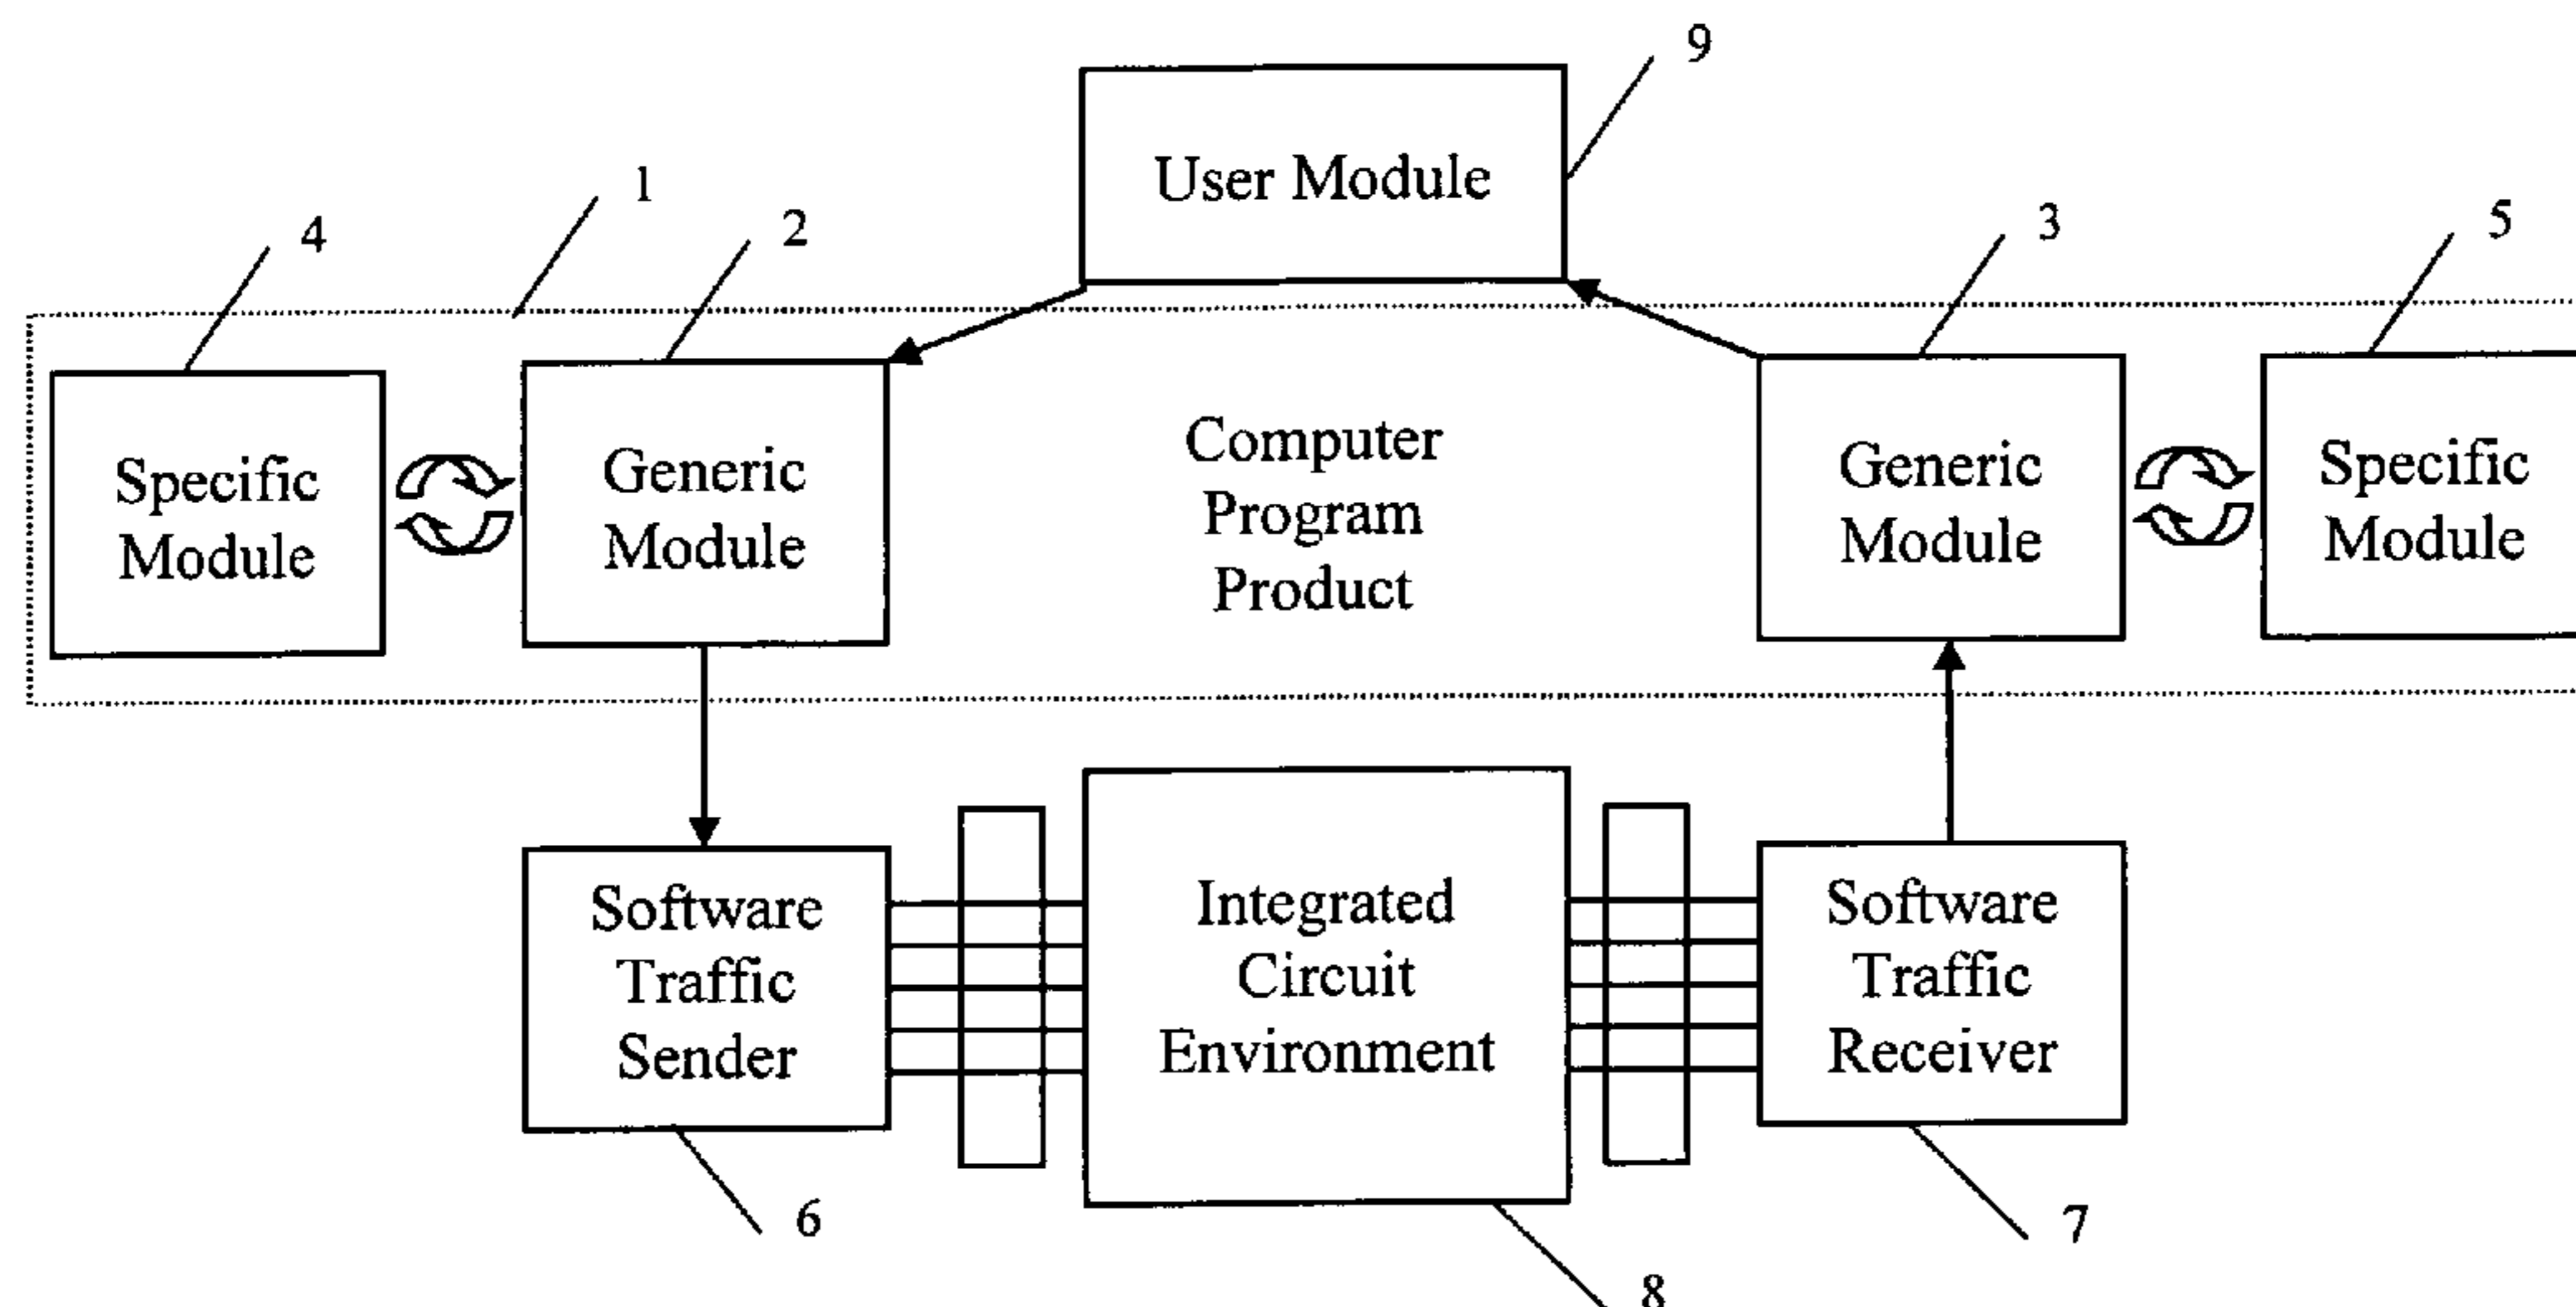 9
User Module
1
4
2
3
5
Specific
Module
Generic
Module
Computer
Program
Product
Generic
Module
Specific
Module
Software
Traffic
Sender
Integrated
Circuit
Environment
Software
Traffic
Receiver
6
7
8